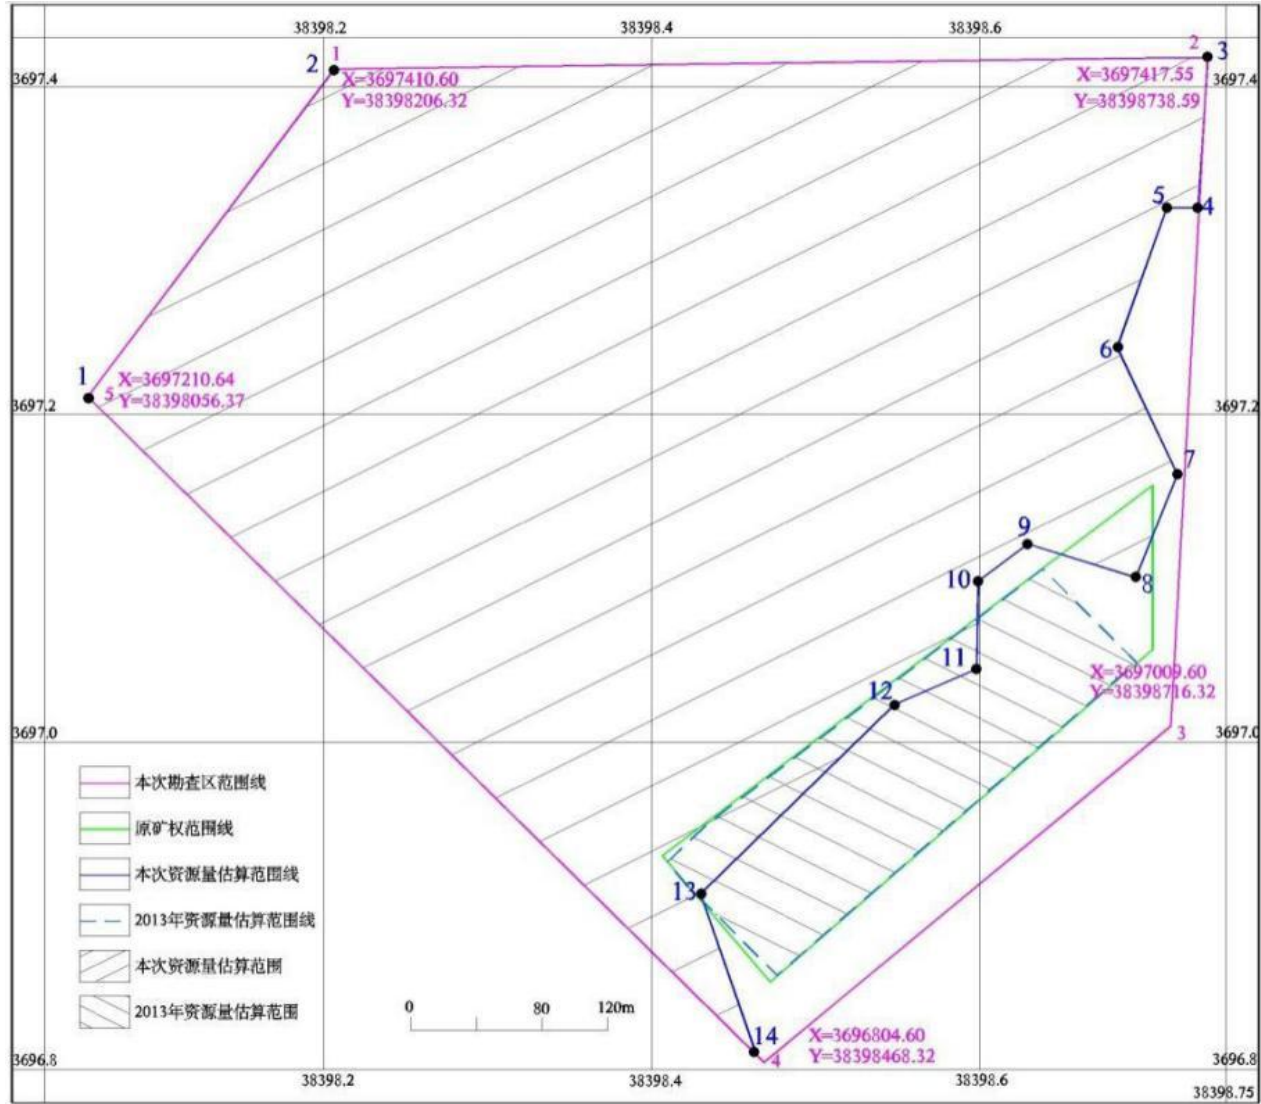 38398.2
38398.4
38398.6
1
2
2
3
X=3697410.60
Y=38398206.32
X=3697417.55
Y=38398738.59
3697.4
3697.4
5
4
6
1
5
X=3697210.64
Y=38398056.37
3697.2
3697.2
7
9
10
8
11
12
X=3697009.60
Y=38398716.32
3
3697.0
3697.0
本次勘查区范围线
原矿权范围线
本次资源量估算范围线
2013年资源量估算范围线
本次资源量估算范围
2013年资源量估算范围
13
0
80
120m
14
4
X=3696804.60
Y=38398468.32
3696.8
3696.8
38398.2
38398.4
38398.6
38398.75